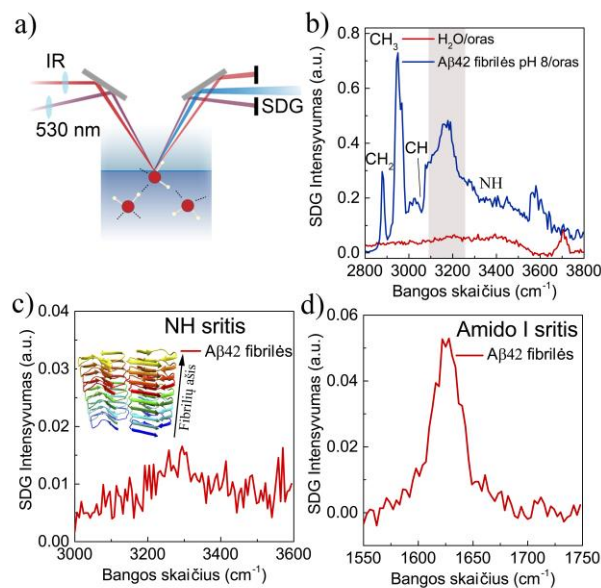 a)
IR
530 nm
SDG
b)
SDG Intensyvumas (a.u.)
0.8
0.6
0.4
0.2
0.0
CH₃
CH₂
CH
NH
H₂O/oras
Aβ42 fibrilės pH 8/oras
2800 3000 3200 3400 3600 3800
Bangos skaičius (cm⁻¹)
c)
SDG Intensyvumas (a.u.)
0.04
0.03
0.02
0.01
0.00
NH sritis
Aβ42 fibrilės
Fibrilių ašis
3000 3200 3400 3600
Bangos skaičius (cm⁻¹)
d)
SDG Intensyvumas (a.u.)
0.06
0.04
0.02
0.00
Amido I sritis
Aβ42 fibrilės
1550 1600 1650 1700 1750
Bangos skaičius (cm⁻¹)